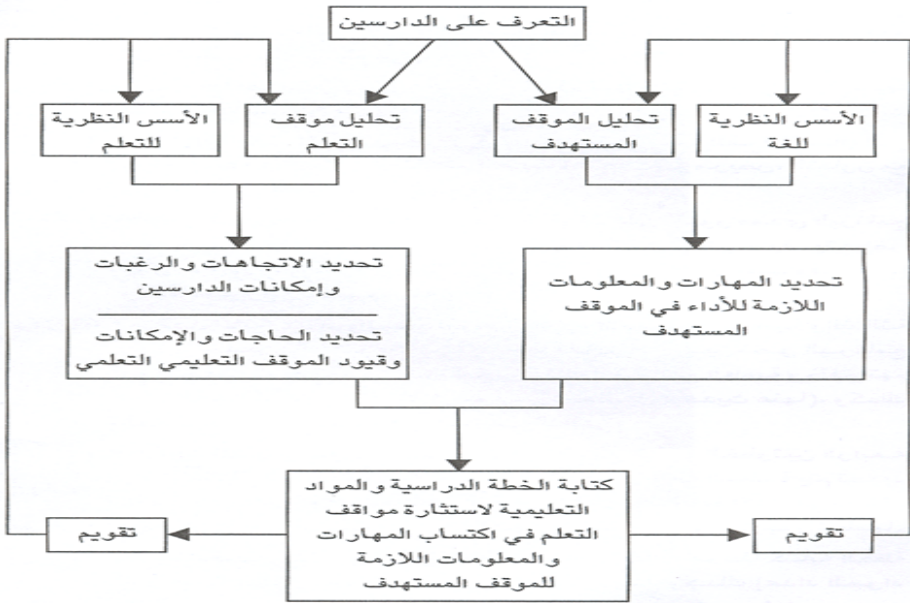 التعرف على الدارسين
الأسس النظرية
للغة
تحليل الموقف
المستهدف
تحليل موقف
التعلم
الأسس النظرية
للتعلم
تحديد المهارات والمعلومات
اللازمة للأداء في الموقف
المستهدف
تحديد الاتجاهات والرغبات
وإمكانات الدارسين
تحديد الحاجات والإمكانات
وقيود الموقف التعليمي التعلمي
كتابة الخطة الدراسية والمواد
التعليمية لاستثارة مواقف
التعلم في اكتساب المهارات
والمعلومات اللازمة
للموقف المستهدف
تقويم
تقويم